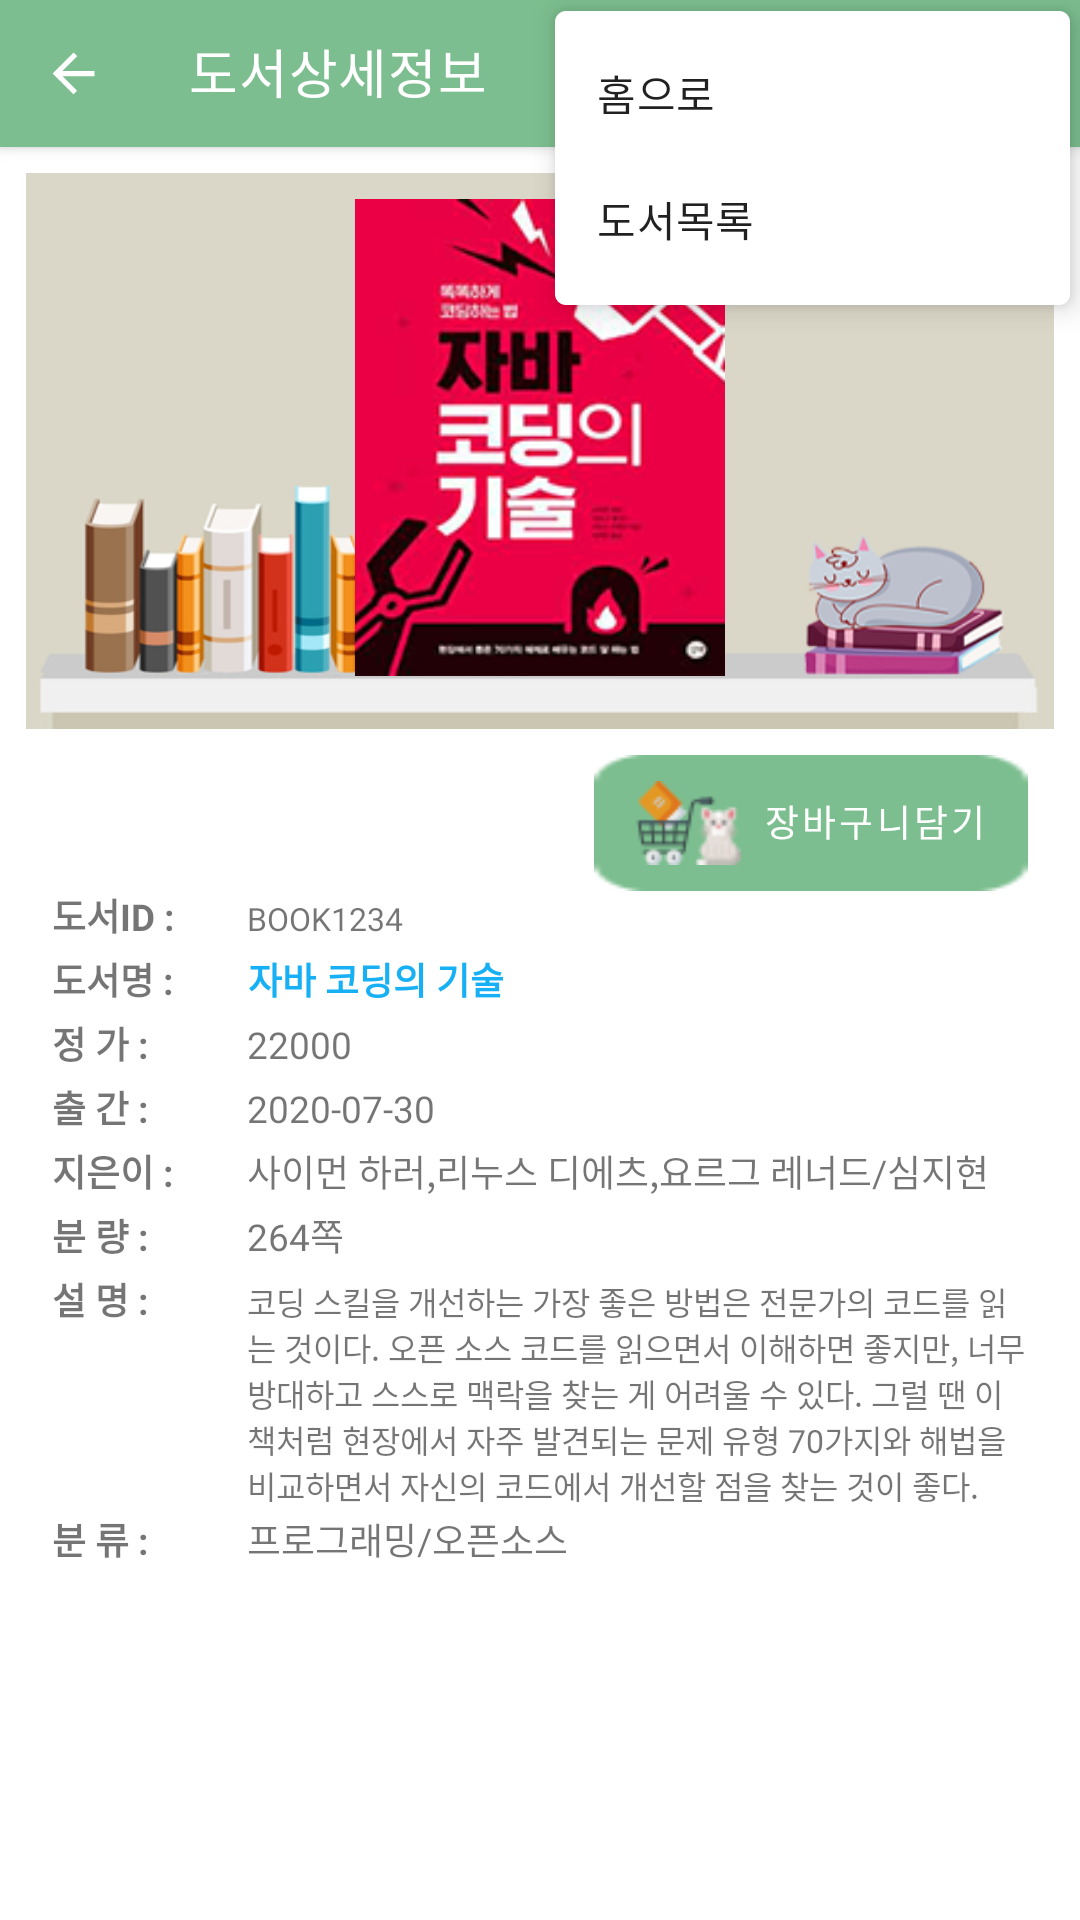 도서상세정보
홈으로
도서목록
똑똑하게
코딩하는 법
자바
코딩의
기술
장바구니담기
도서ID :
BOOK1234
도서명 :
자바 코딩의 기술
정 가 :
22000
출 간 :
2020-07-30
지은이 :
사이먼 하러,리누스 디에츠,요르그 레너드/심지현
분 량 :
264쪽
설 명 :
코딩 스킬을 개선하는 가장 좋은 방법은 전문가의 코드를 읽
는 것이다. 오픈 소스 코드를 읽으면서 이해하면 좋지만, 너무
방대하고 스스로 맥락을 찾는 게 어려울 수 있다. 그럴 땐 이
책처럼 현장에서 자주 발견되는 문제 유형 70가지와 해법을
비교하면서 자신의 코드에서 개선할 점을 찾는 것이 좋다.
분 류 :
프로그래밍/오픈소스